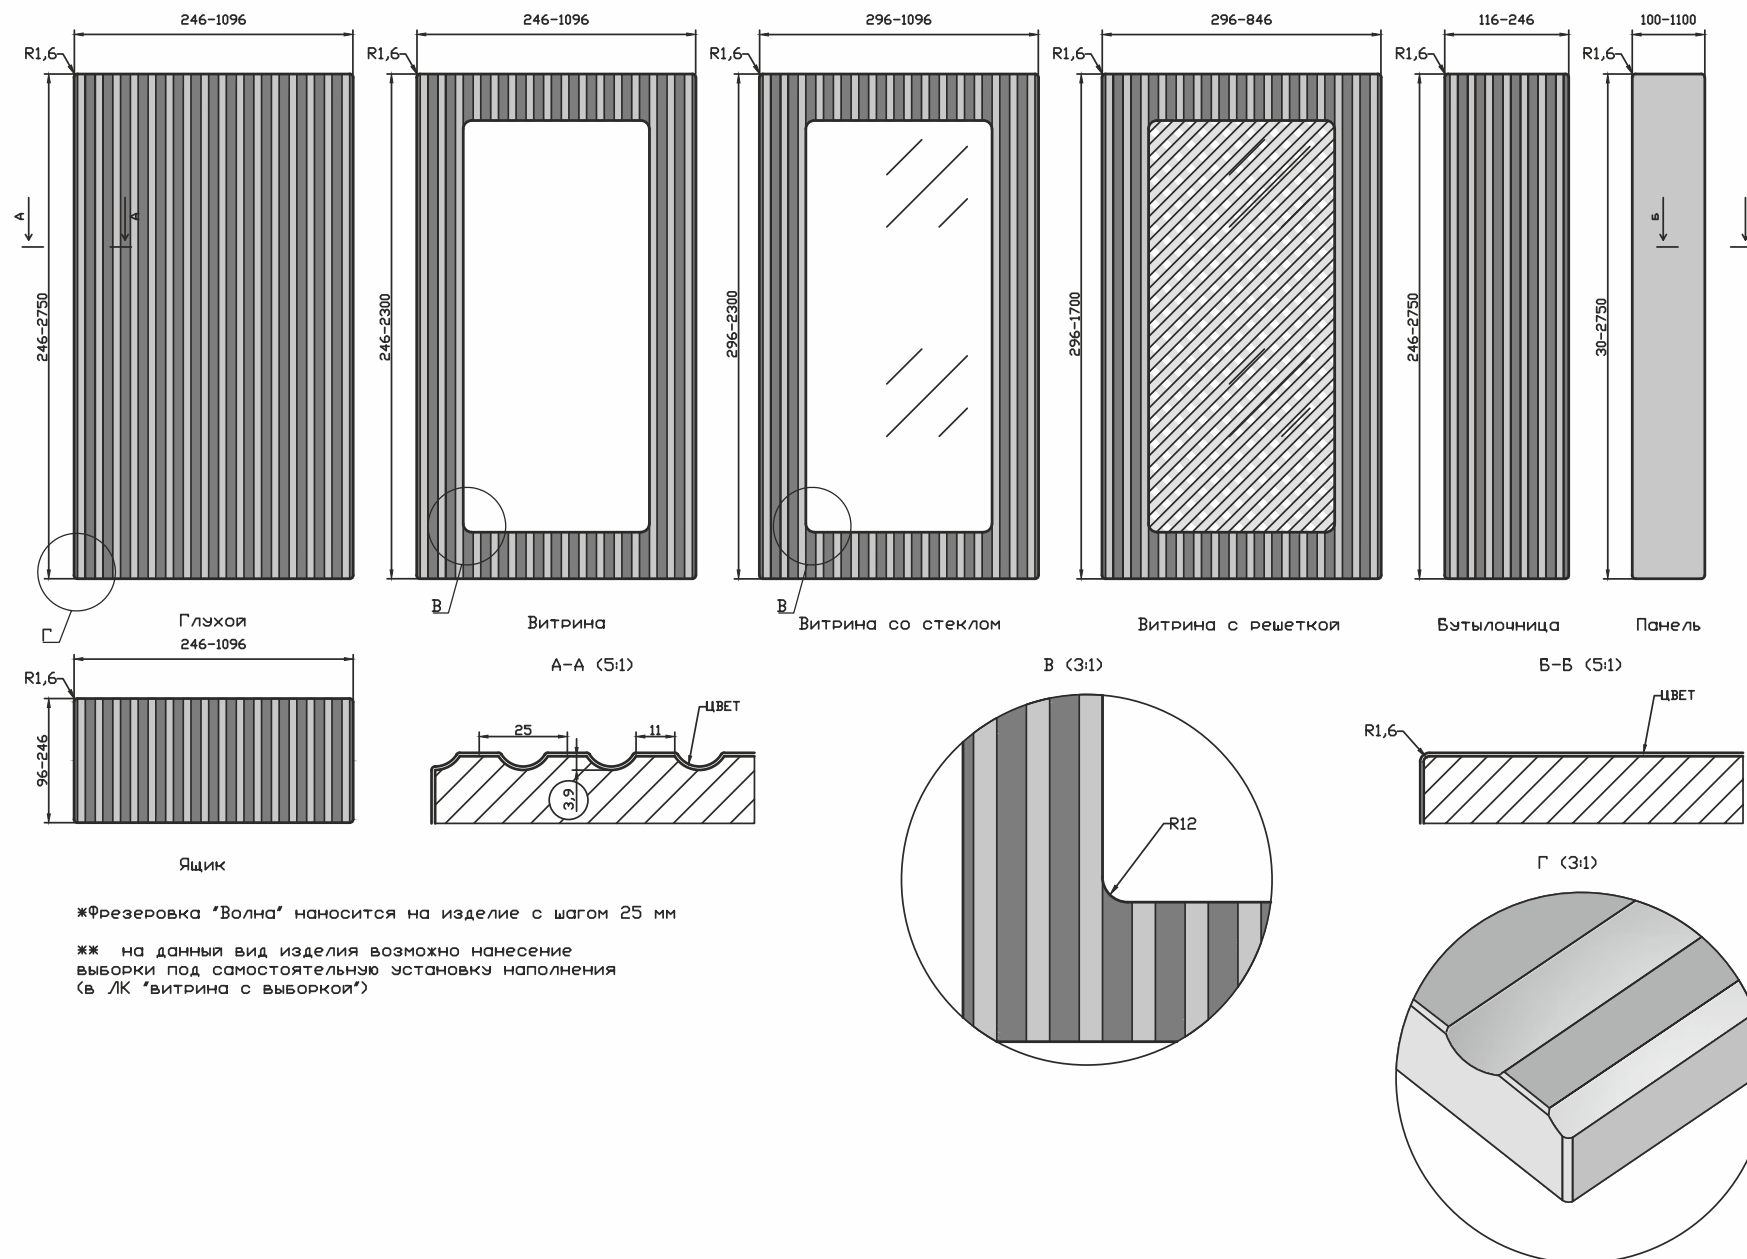 246-1096
246-1096
296-1096
296-846
116-246
100-1100
R1,6
R1,6
R1,6
R1,6
R1,6
R1,6
А
А
Б
246-2750
246-2300
296-2300
296-1700
246-2750
30-2750
Г
В
В
Глухой
Витрина
Витрина со стеклом
Витрина с решеткой
Бутылочница
Панель
246-1096
R1,6
96-246
Ящик
А-А (5:1)
25
11
3,9
ЦВЕТ
В (3:1)
R12
Б-Б (5:1)
R1,6
ЦВЕТ
Г (3:1)
*Фрезеровка "Волна" наносится на изделие с шагом 25 мм
** на данный вид изделия возможно нанесение
выборки под самостоятельную установку наполнения
(в ЛК "витрина с выборкой")